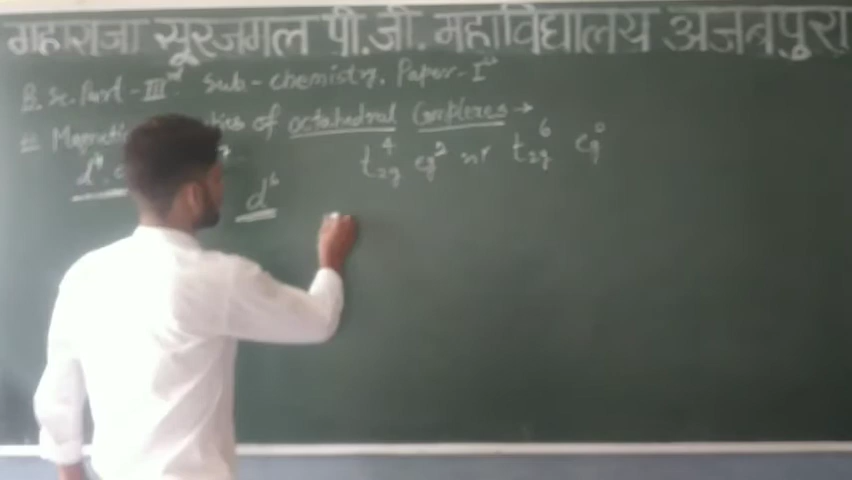 महाराजा सूरजमल पी.जी. महाविद्यालय अजबपुरा
B.Sc. Part-III Sub-Chemistry, Paper-I
Magnetic of octahedral Complexes →
t₂g⁴ eg² or t₂g⁶ eg⁰
d⁶